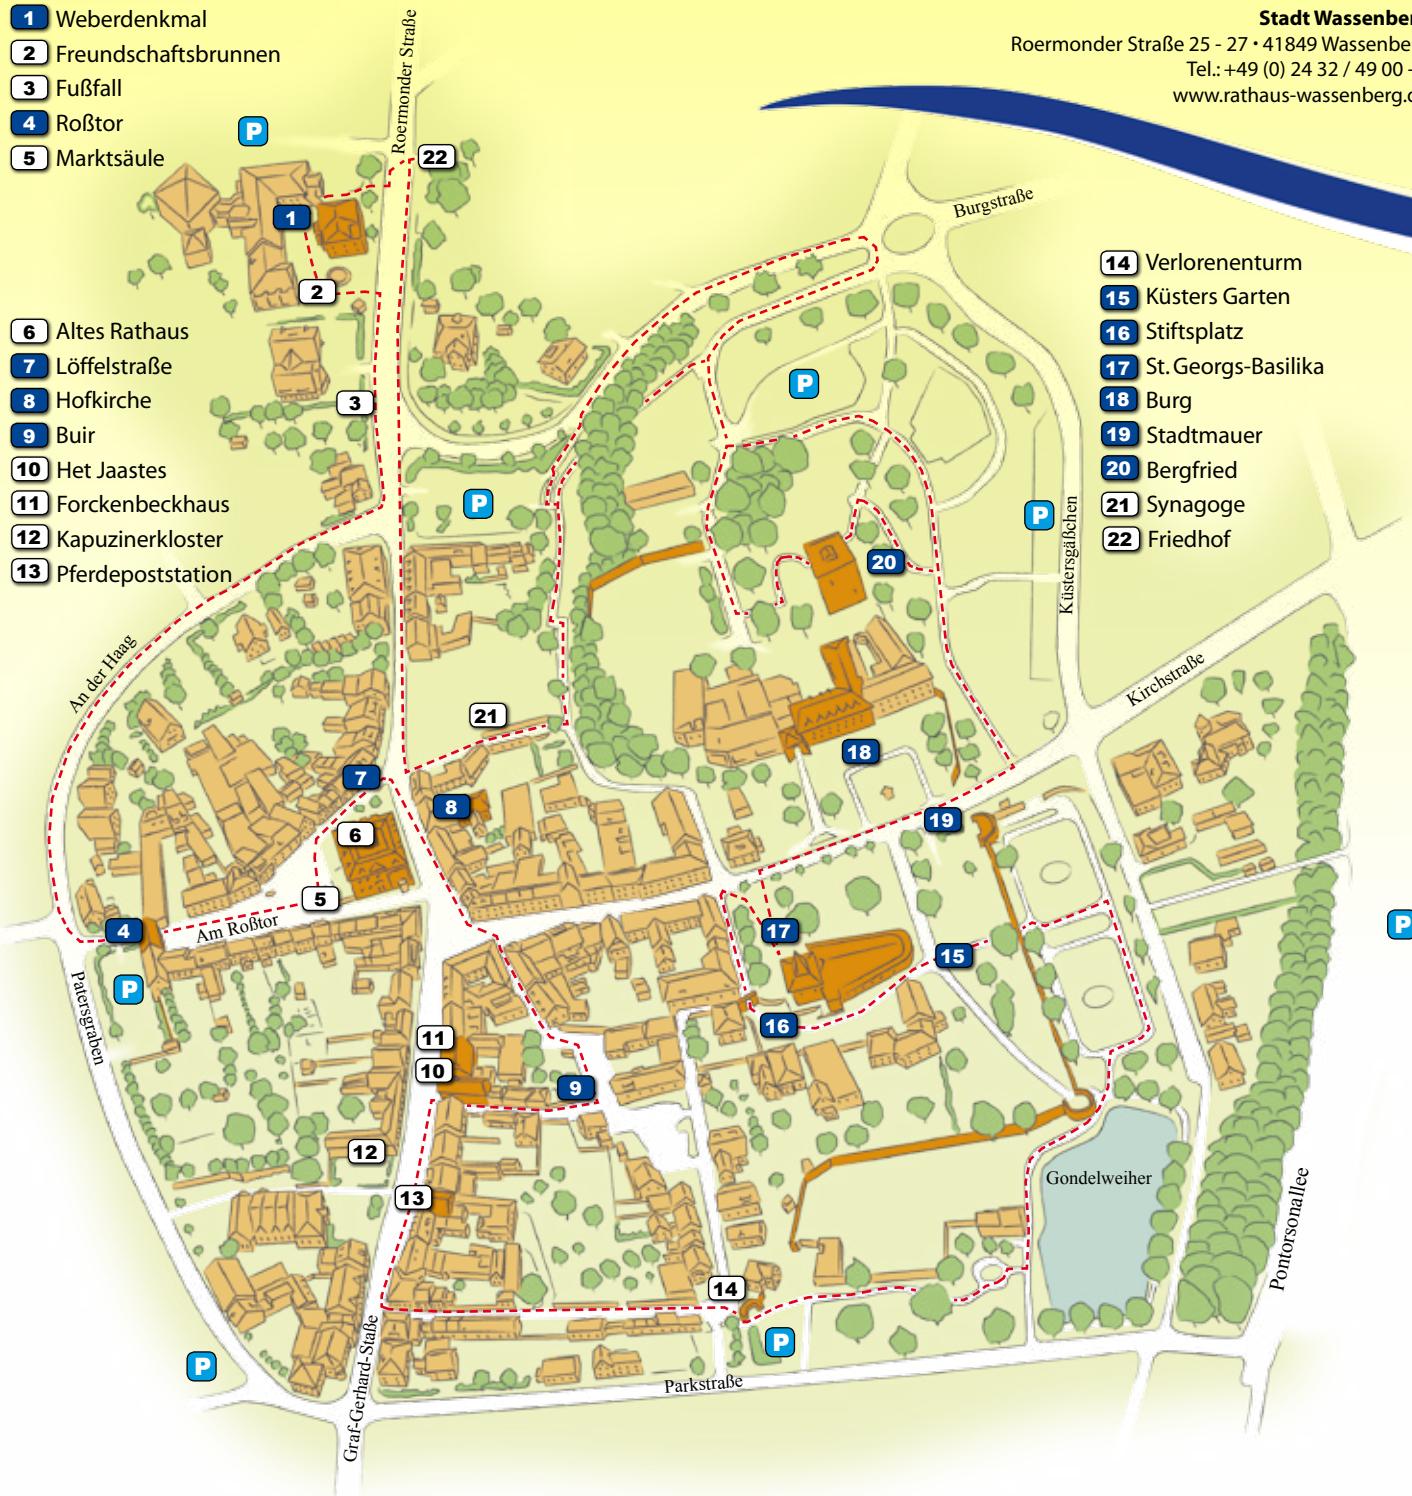 1 Weberdenkmal
2 Freundschaftsbrunnen
3 Fußfall
4 Roßtor
5 Marktsäule
6 Altes Rathaus
7 Löffelstraße
8 Hofkirche
9 Buir
10 Het Jaastes
11 Forckenbeckhaus
12 Kapuzinerkloster
13 Pferdepoststation
Stadt Wassenber
Roermonder Straße 25 - 27 • 41849 Wassenbe
Tel.: +49 (0) 24 32 / 49 00 -
www.rathaus-wassenberg.d
14 Verlorenenturm
15 Küsters Garten
16 Stiftsplatz
17 St. Georgs-Basilika
18 Burg
19 Stadtmauer
20 Bergfried
21 Synagoge
22 Friedhof
Roermonder Straße
P
22
1
2
Burgstraße
3
P
P
P
Küstersgäßchen
20
An der Haag
Kirchstraße
21
18
7
8
6
19
5
4
Am Roßtor
17
15
P
P
Patersgraben
16
11
10
9
12
13
Gondelweiher
Pontorsonallee
14
P
P
Graf-Gerhard-Staße
Parkstraße